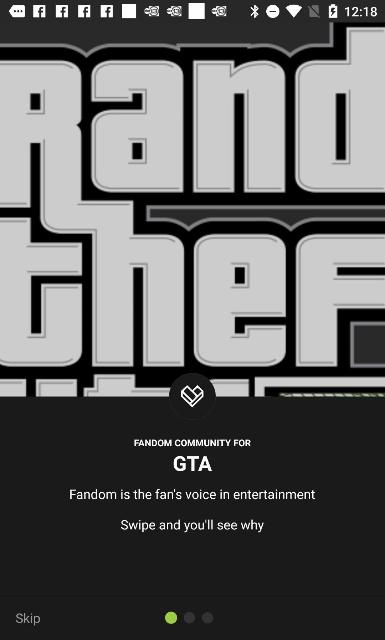 12:18
rand
thef
FANDOM COMMUNITY FOR
GTA
Fandom is the fan's voice in entertainment
Swipe and you'll see why
Skip